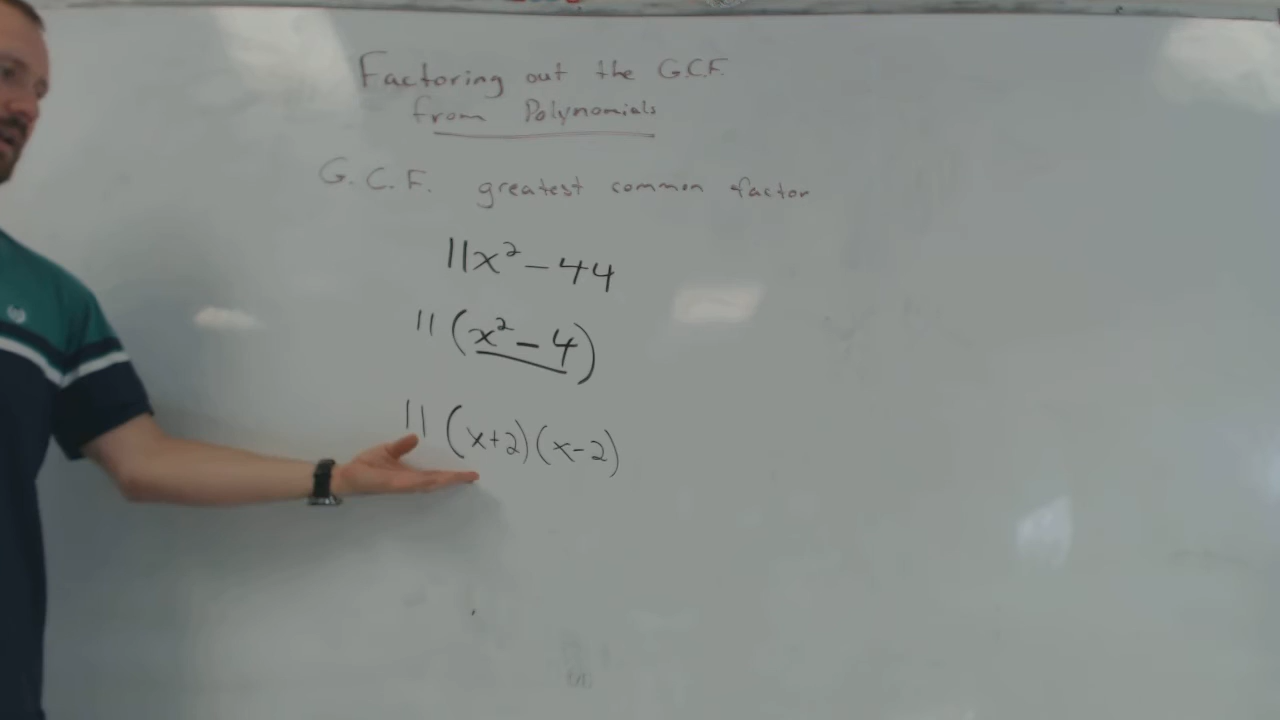 Factoring out the G.C.F.
from Polynomials
G.C.F. greatest common factor
11x² - 44
11 (x² - 4)
11 (x+2)(x-2)